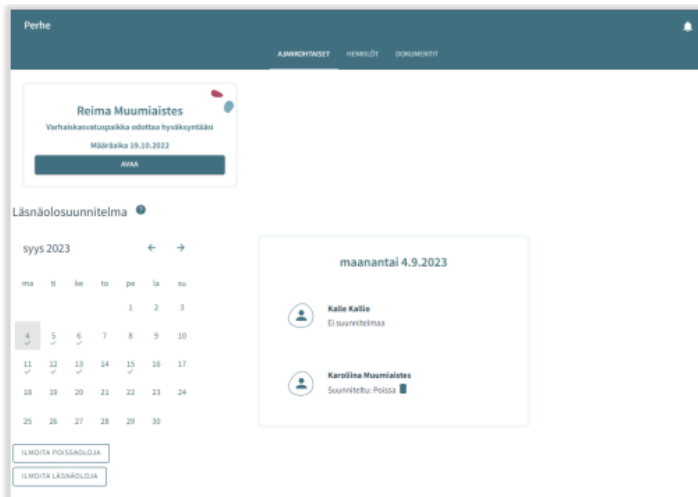 Perhe
AJANKOHTAISET HENKILÖT DOKUMENTIT
Reima Muumiaistes
Varhaiskasvatuspaikka odottaa hyväksyntääsi
Määräaika 19.10.2022
AVAA
Läsnäolosuunnitelma ?
syys 2023 ← →
ma ti ke to pe la su
1 2 3
4 5 6 7 8 9 10
11 12 13 14 15 16 17
18 19 20 21 22 23 24
25 26 27 28 29 30
maanantai 4.9.2023
Kalle Kallio
Ei suunnitelmaa
Karoliina Muumiaistes
Suunniteltu: Poissa
ILMOITA POISSAOLOJA
ILMOITA LÄSNÄOLOJA